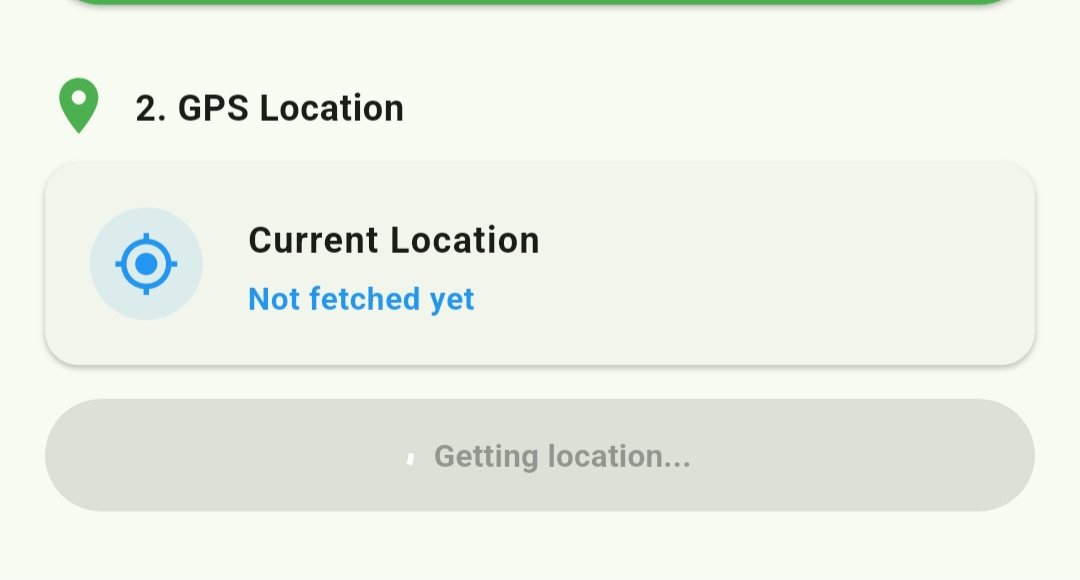 2. GPS Location
Current Location
Not fetched yet
Getting location...